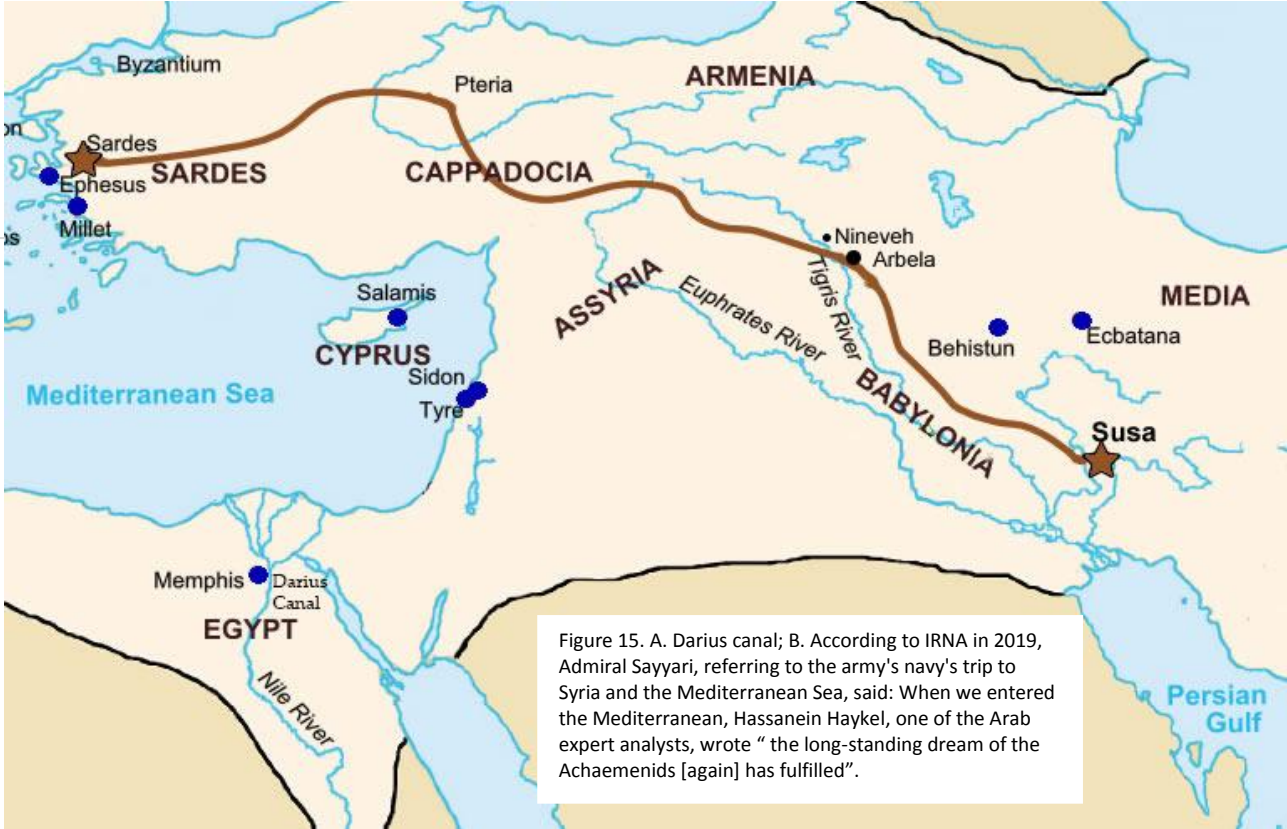 Byzantium
Pteria
ARMENIA
on
Sardes
SARDES
CAPPADOCIA
Ephesus
Millet
os
Nineveh
Arbela
Tigris River
ASSYRIA
Euphrates River
MEDIA
Salamis
CYPRUS
Behistun
Ecbatana
Sidon
Tyre
Mediterranean Sea
BABYLONIA
Susa
Memphis
Darius
Canal
EGYPT
Nile River
Persian
Gulf
Figure 15. A. Darius canal; B. According to IRNA in 2019,
Admiral Sayyari, referring to the army's navy's trip to
Syria and the Mediterranean Sea, said: When we entered
the Mediterranean, Hassanein Haykel, one of the Arab
expert analysts, wrote “ the long-standing dream of the
Achaemenids [again] has fulfilled”.